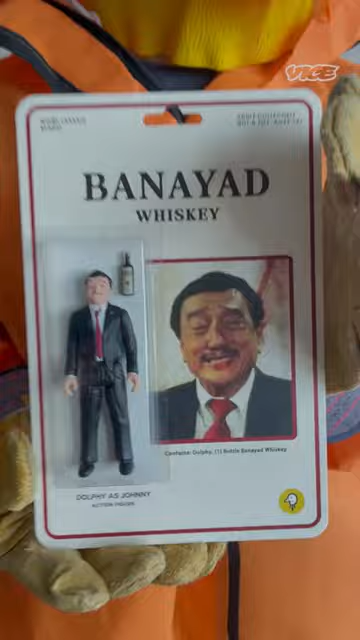 VICE
BANAYAD
WHISKEY
Contains: Dolphy, (1) Bottle Banayad Whiskey
DOLPHY AS JOHNNY
ACTION FIGURE